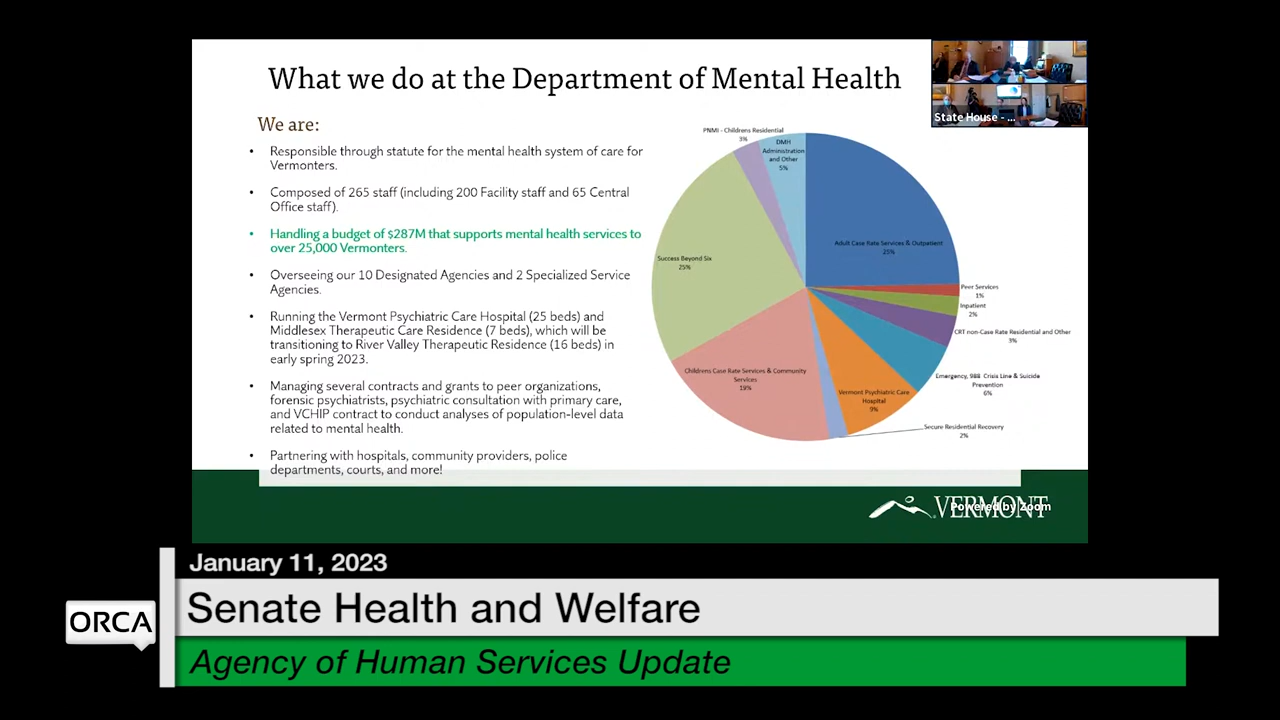 What we do at the Department of Mental Health
We are:
• Responsible through statute for the mental health system of care for
Vermonters.
• Composed of 265 staff (including 200 Facility staff and 65 Central
Office staff).
• Handling a budget of $287M that supports mental health services to
over 25,000 Vermonters.
• Overseeing our 10 Designated Agencies and 2 Specialized Service
Agencies.
• Running the Vermont Psychiatric Care Hospital (25 beds) and
Middlesex Therapeutic Care Residence (7 beds), which will be
transitioning to River Valley Therapeutic Residence (16 beds) in
early spring 2023.
• Managing several contracts and grants to peer organizations,
forensic psychiatrists, psychiatric consultation with primary care,
and VCHIP contract to conduct analyses of population-level data
related to mental health.
• Partnering with hospitals, community providers, police
departments, courts, and more!
PNMI - Childrens Residential
3%
DMH
Administration
and Other
5%
Adult Case Rate Services & Outpatient
25%
Success Beyond Six
25%
Peer Services
1%
Inpatient
2%
CRT non-Case Rate Residential and Other
3%
Emergency, 988 Crisis Line & Suicide
Prevention
6%
Childrens Case Rate Services & Community
Services
19%
Vermont Psychiatric Care
Hospital
9%
Secure Residential Recovery
2%
State House - ...
VERMONT
Powered by Zoom
January 11, 2023
ORCA
Senate Health and Welfare
Agency of Human Services Update